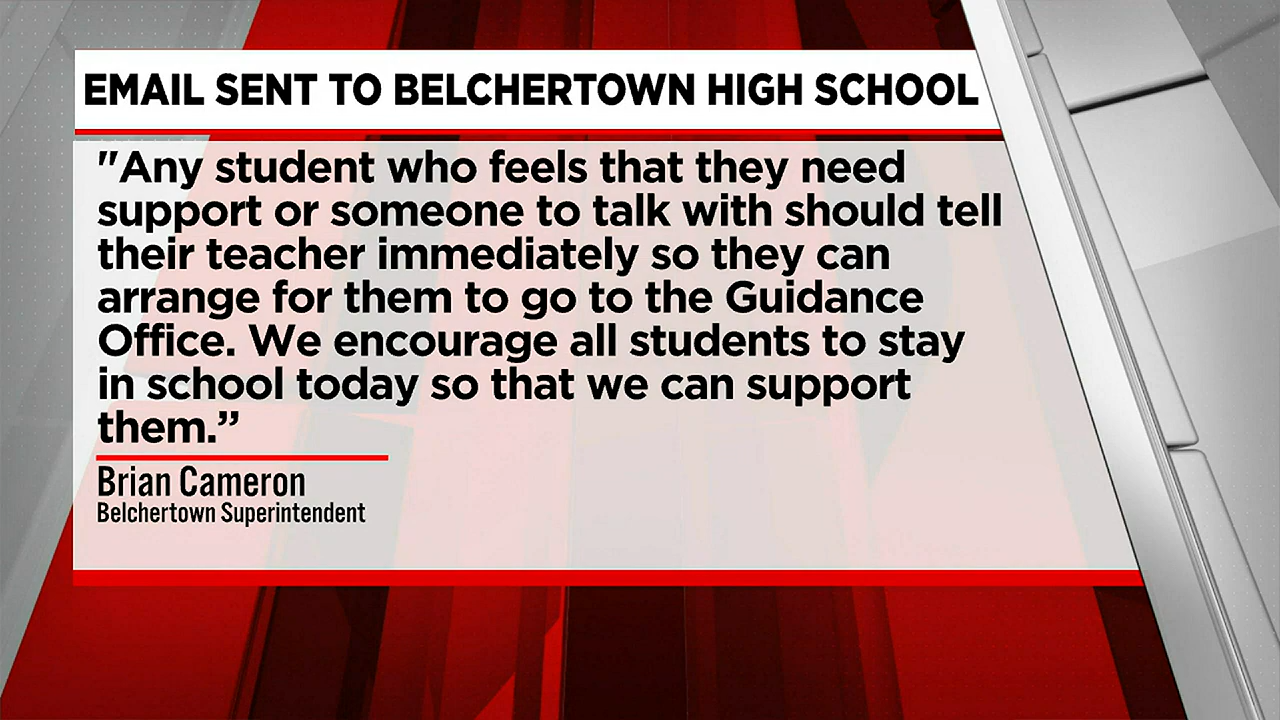 EMAIL SENT TO BELCHERTOWN HIGH SCHOOL
"Any student who feels that they need
support or someone to talk with should tell
their teacher immediately so they can
arrange for them to go to the Guidance
Office. We encourage all students to stay
in school today so that we can support
them.”
Brian Cameron
Belchertown Superintendent